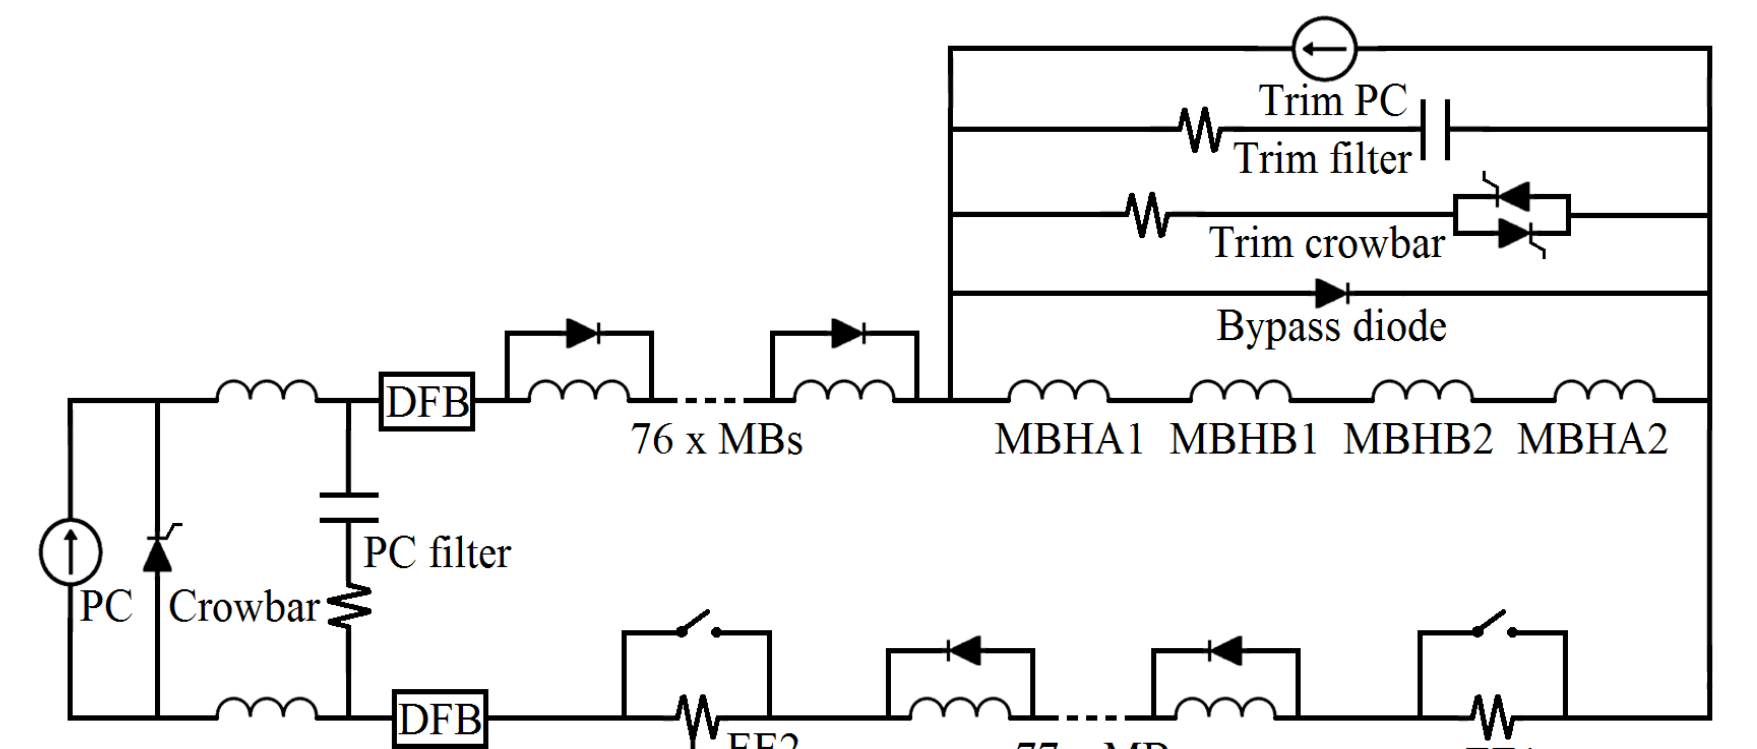 Trim PC
Trim filter
Trim crowbar
Bypass diode
DFB
76 x MBs
MBHA1 MBHB1 MBHB2 MBHA2
PC filter
PC Crowbar
DFB